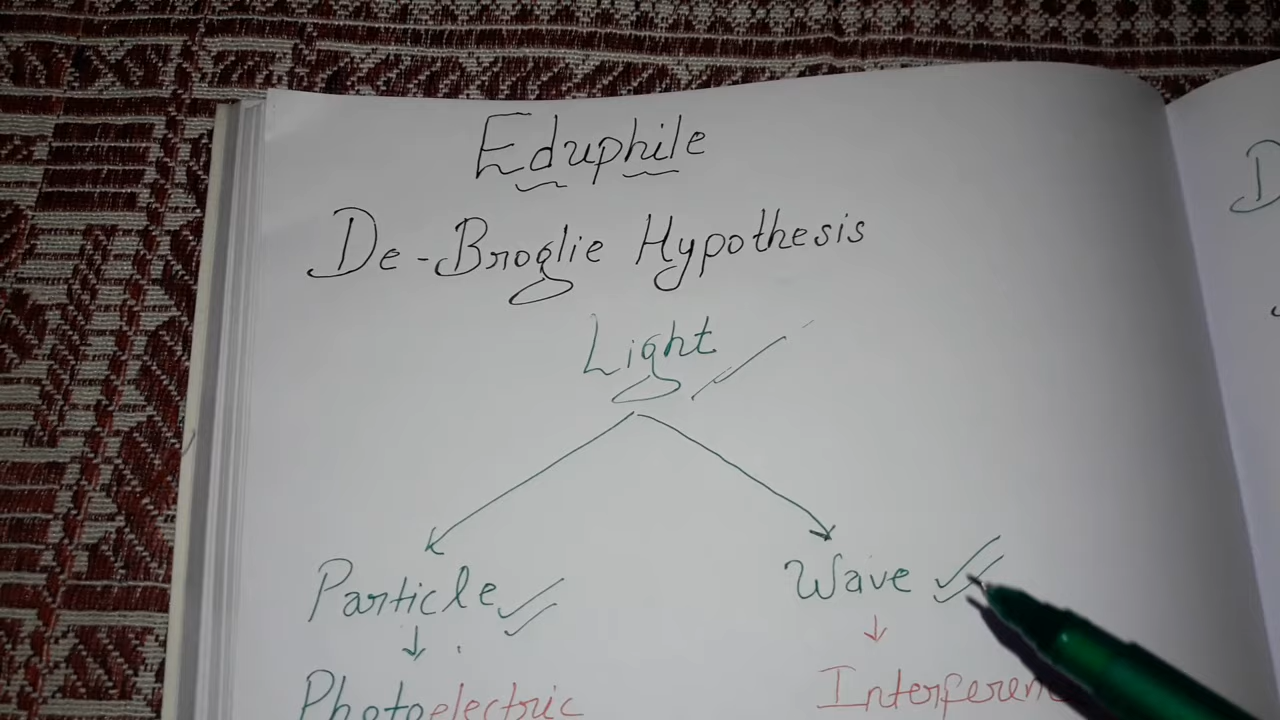 Eduphile
De-Broglie Hypothesis
Light
Particle
Wave
Photoelectric